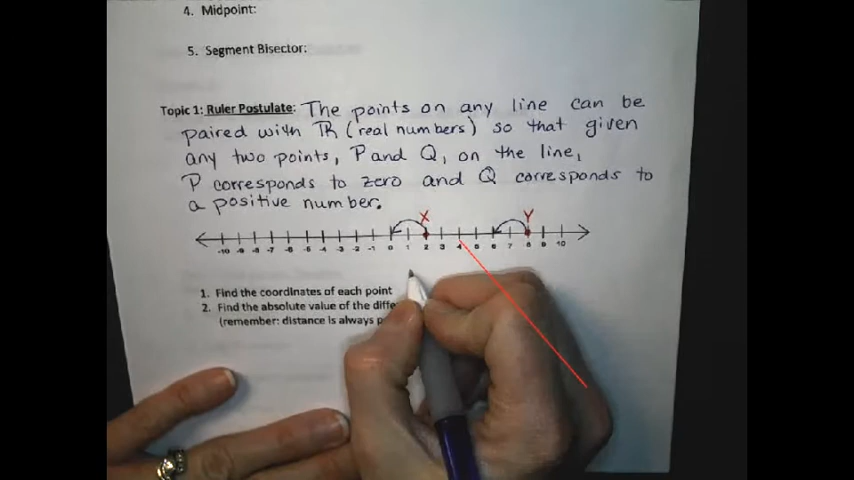 4. Midpoint:
5. Segment Bisector:
Topic 1: Ruler Postulate: The points on any line can be
paired with ℝ (real numbers) so that given
any two points, P and Q, on the line,
P corresponds to zero and Q corresponds to
a positive number.
X Y
-10 -9 -8 -7 -6 -5 -4 -3 -2 -1 0 1 2 3 4 5 6 7 8 9 10
1. Find the coordinates of each point
2. Find the absolute value of the
(remember: distance is always